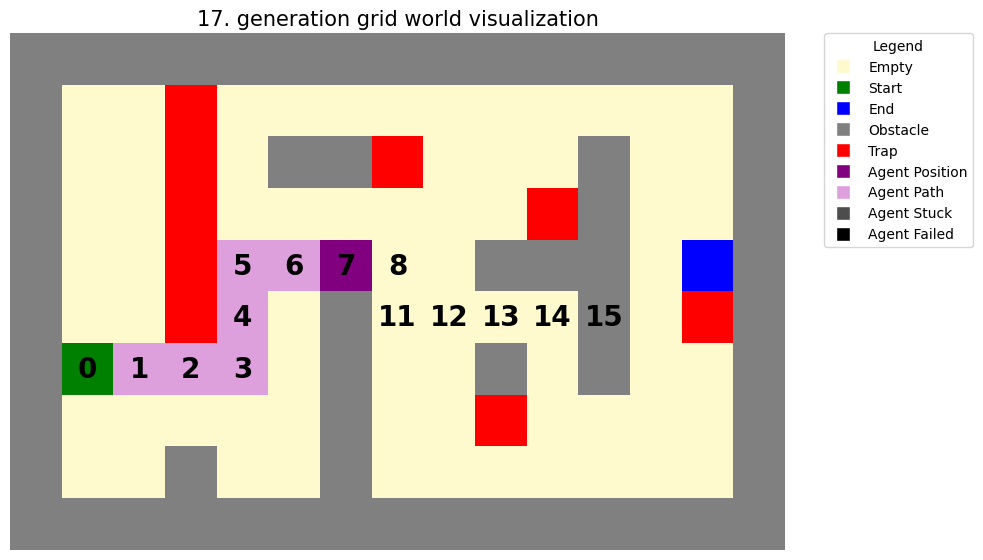 17. generation grid world visualization
Legend
Empty
Start
End
Obstacle
Trap
Agent Position
Agent Path
Agent Stuck
Agent Failed
5 6 7 8
4 11 12 13 14 15
0 1 2 3